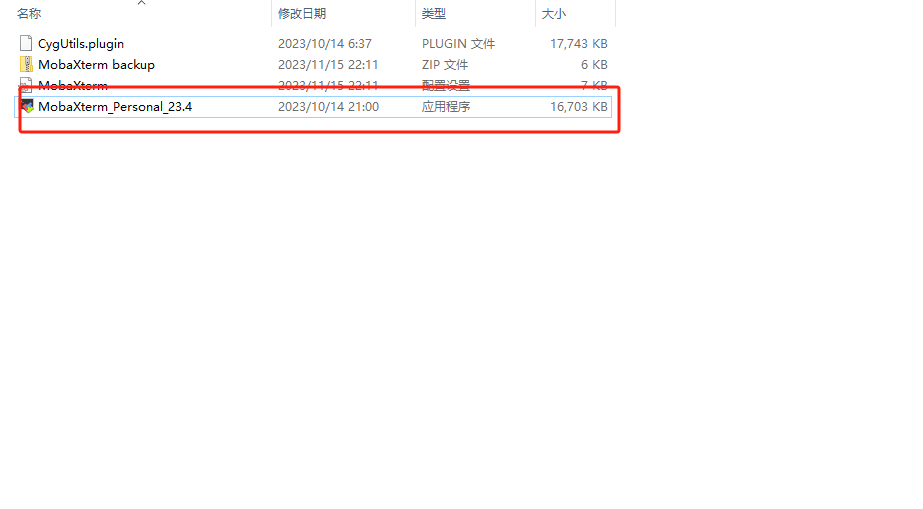 名称 修改日期 类型 大小
CygUtils.plugin 2023/10/14 6:37 PLUGIN 文件 17,743 KB
MobaXterm backup 2023/11/15 22:11 ZIP 文件 6 KB
MobaXterm 2023/11/15 22:11 配置设置 7 KB
MobaXterm_Personal_23.4 2023/10/14 21:00 应用程序 16,703 KB